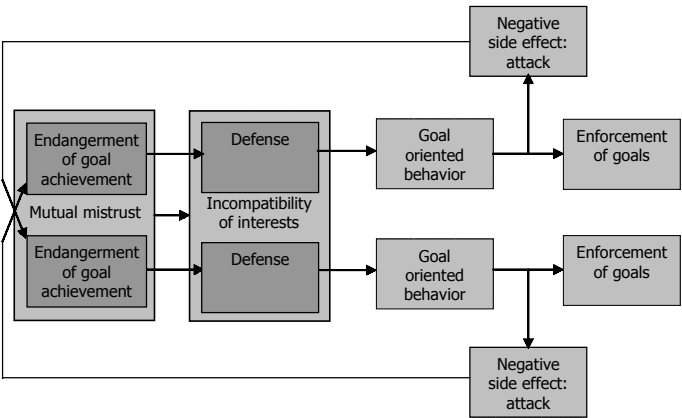 Negative
side effect:
attack
Endangerment
of goal
achievement
Defense
Goal
oriented
behavior
Enforcement
of goals
Mutual mistrust
Incompatibility
of interests
Endangerment
of goal
achievement
Defense
Goal
oriented
behavior
Enforcement
of goals
Negative
side effect:
attack